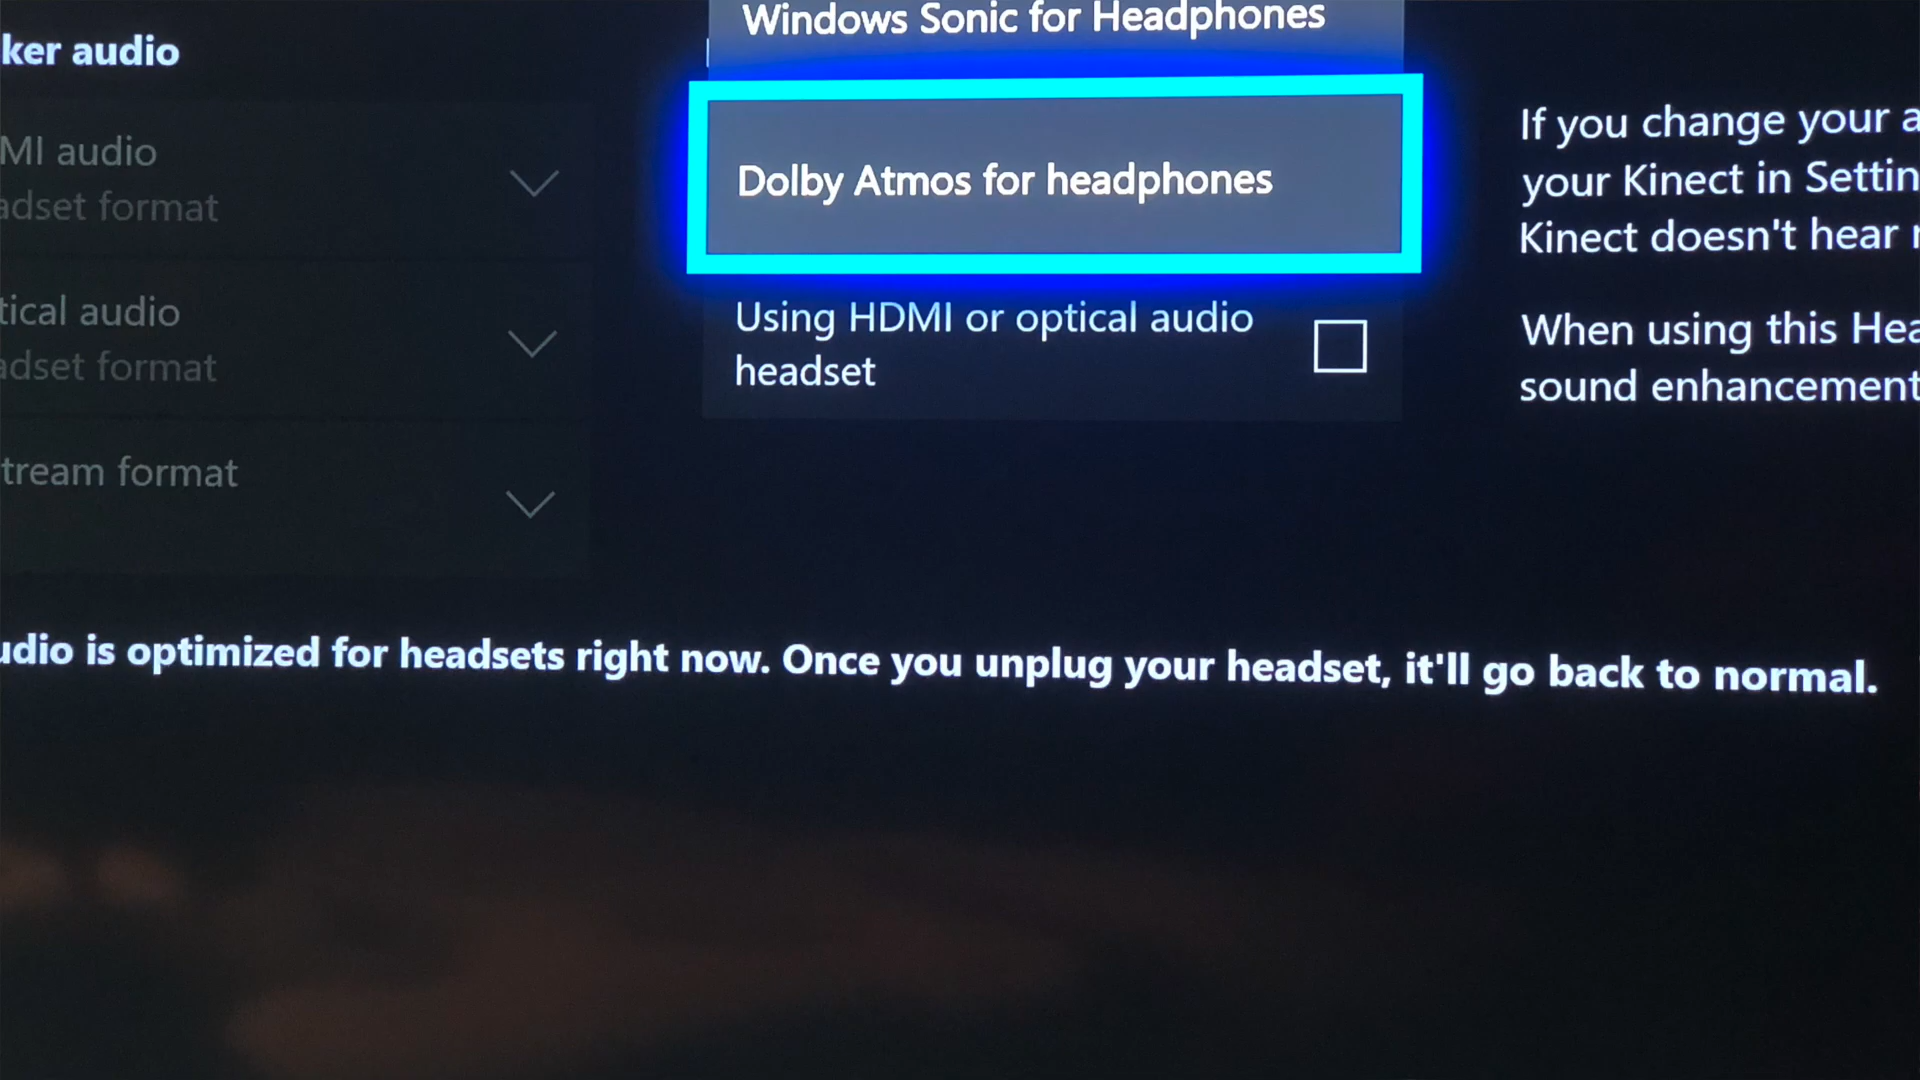 ker audio
MI audio
adset format
tical audio
adset format
tream format
Windows Sonic for Headphones
Dolby Atmos for headphones
Using HDMI or optical audio
headset
If you change your a
your Kinect in Settin
Kinect doesn't hear
When using this Hea
sound enhancement
udio is optimized for headsets right now. Once you unplug your headset, it'll go back to normal.